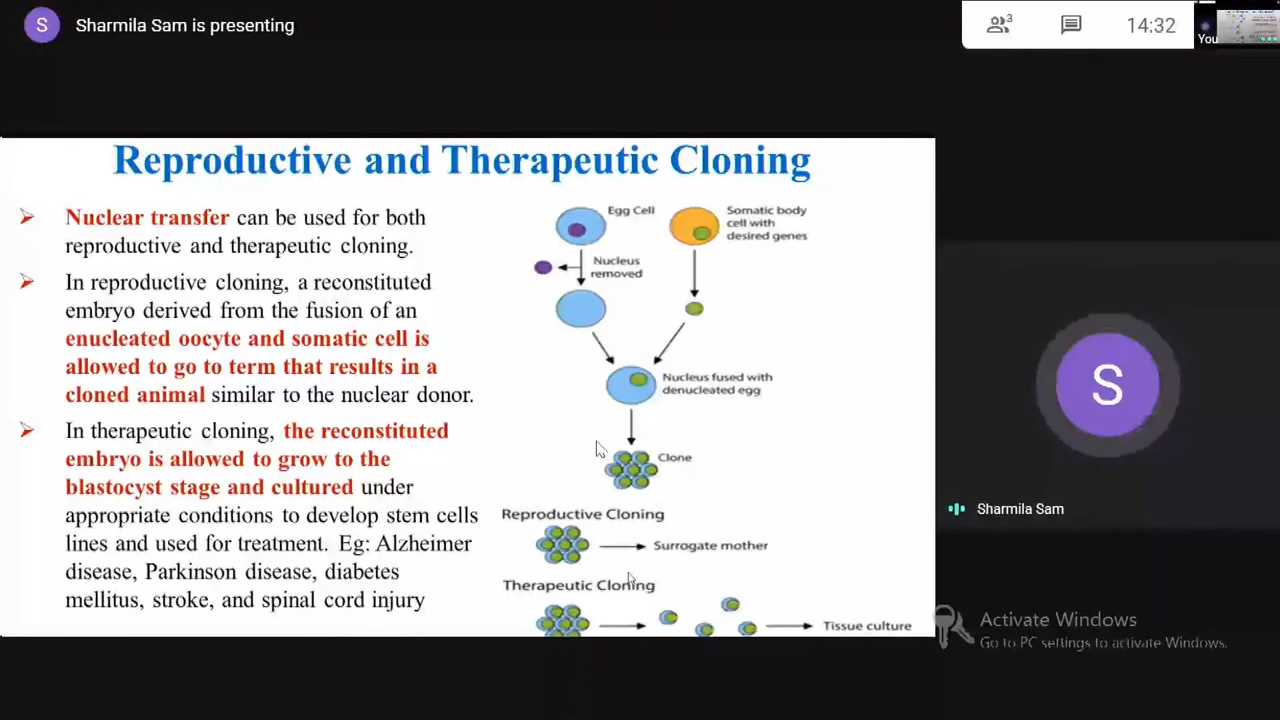 S
Sharmila Sam is presenting
3
14:32
You
Reproductive and Therapeutic Cloning
Nuclear transfer can be used for both
reproductive and therapeutic cloning.
In reproductive cloning, a reconstituted
embryo derived from the fusion of an
enucleated oocyte and somatic cell is
allowed to go to term that results in a
cloned animal similar to the nuclear donor.
In therapeutic cloning, the reconstituted
embryo is allowed to grow to the
blastocyst stage and cultured under
appropriate conditions to develop stem cells
lines and used for treatment. Eg: Alzheimer
disease, Parkinson disease, diabetes
mellitus, stroke, and spinal cord injury
Egg Cell
Somatic body
cell with
desired genes
Nucleus
removed
Nucleus fused with
denucleated egg
Clone
Reproductive Cloning
Surrogate mother
Therapeutic Cloning
Tissue culture
S
Sharmila Sam
Activate Windows
Go to PC settings to activate Windows.